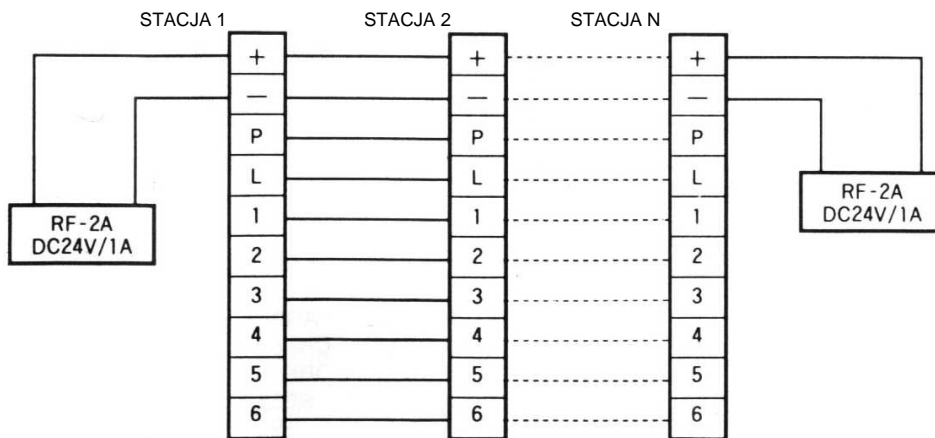 STACJA 1 STACJA 2 STACJA N
+ + +
— — —
P P P
L L L
1 1 1
2 2 2
3 3 3
4 4 4
5 5 5
6 6 6
RF-2A
DC24V/1A
RF-2A
DC24V/1A